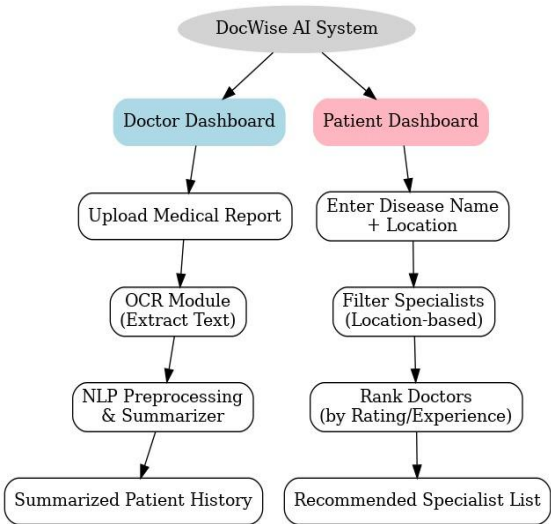 DocWise AI System
Doctor Dashboard
Patient Dashboard
Upload Medical Report
Enter Disease Name
+ Location
OCR Module
(Extract Text)
Filter Specialists
(Location-based)
NLP Preprocessing
& Summarizer
Rank Doctors
(by Rating/Experience)
Summarized Patient History
Recommended Specialist List